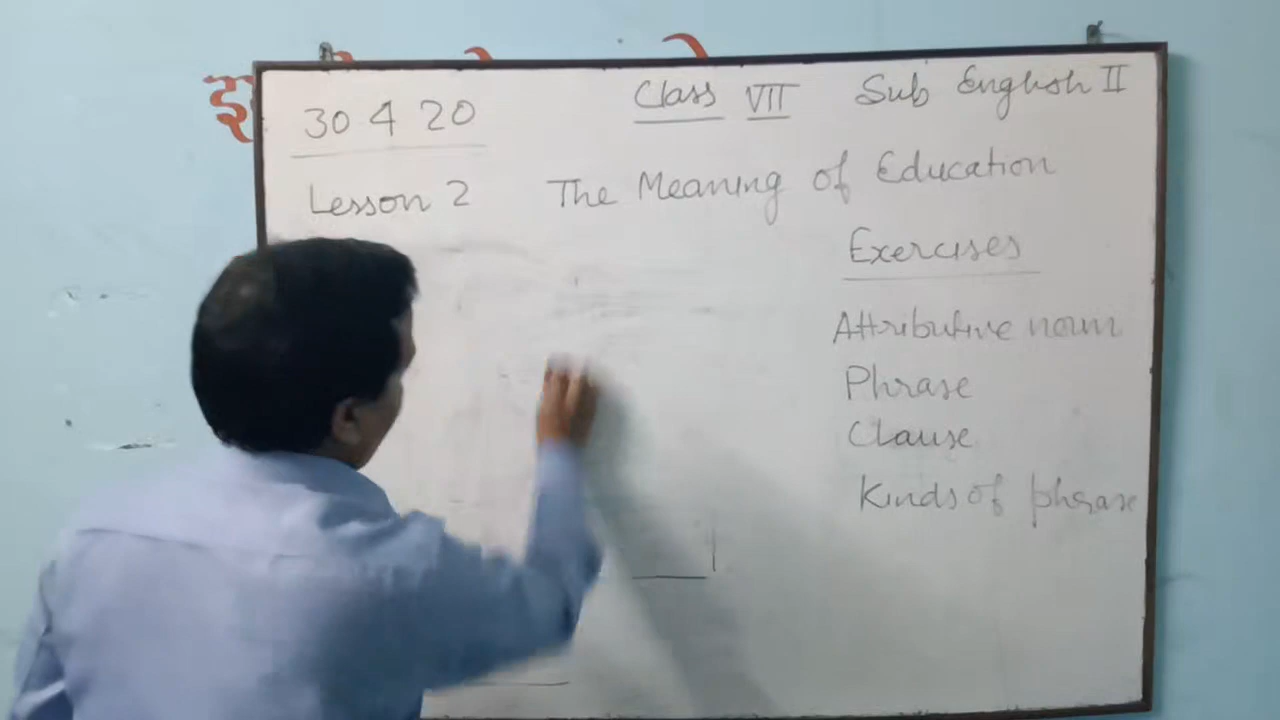 30 4 20 Class VII Sub English II
Lesson 2 The Meaning of Education
Exercises
Attributive noun
Phrase
Clause
Kinds of phrase